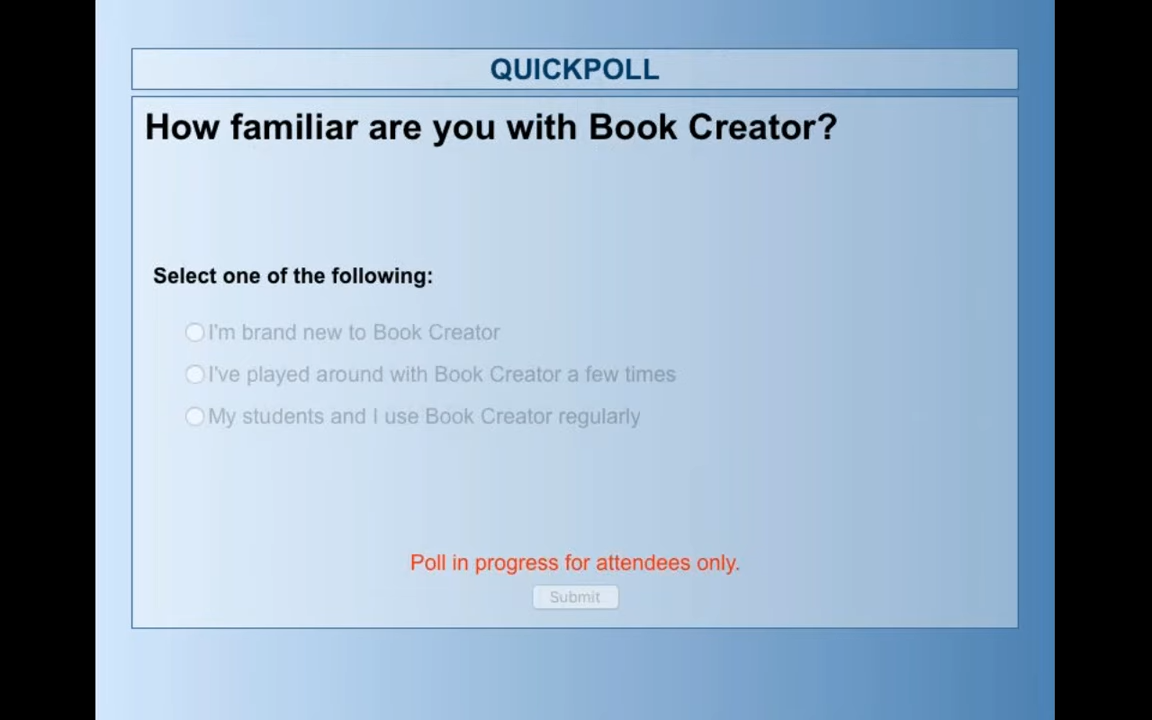 QUICKPOLL
How familiar are you with Book Creator?
Select one of the following:
I'm brand new to Book Creator
I've played around with Book Creator a few times
My students and I use Book Creator regularly
Poll in progress for attendees only.
Submit